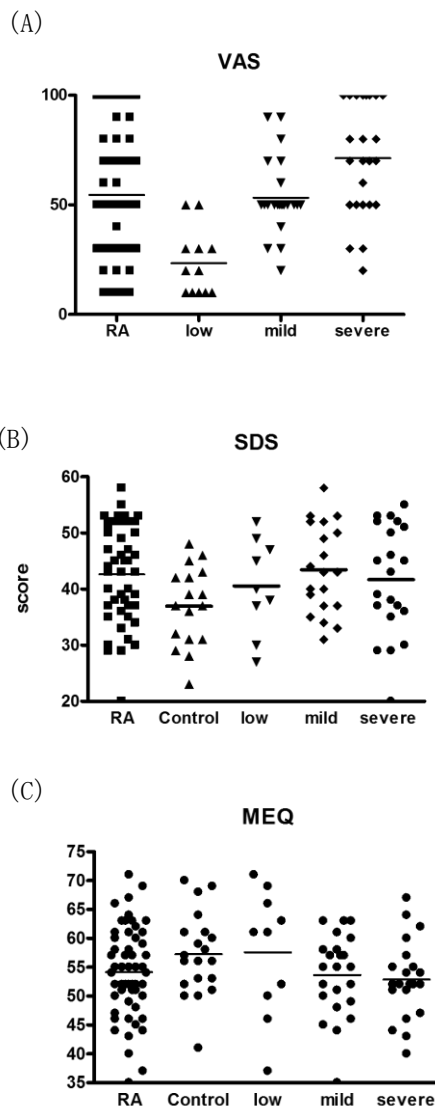 (A)
VAS
100
50
0
RA low mild severe
(B)
SDS
60
50
40
30
20
score
RA Control low mild severe
(C)
MEQ
75
70
65
60
55
50
45
40
35
RA Control low mild severe